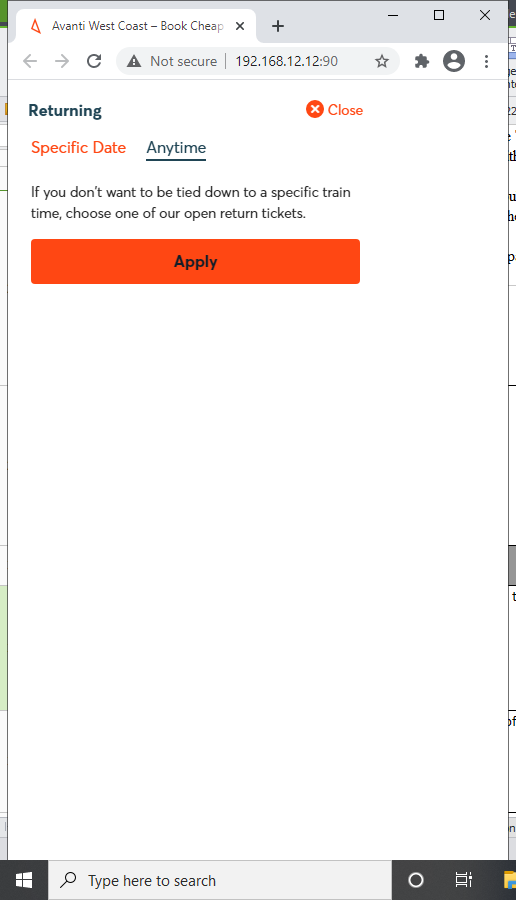 Avanti West Coast – Book Cheap
Not secure
192.168.12.12:90
Returning
Close
Specific Date
Anytime
If you don't want to be tied down to a specific train
time, choose one of our open return tickets.
Apply
Type here to search